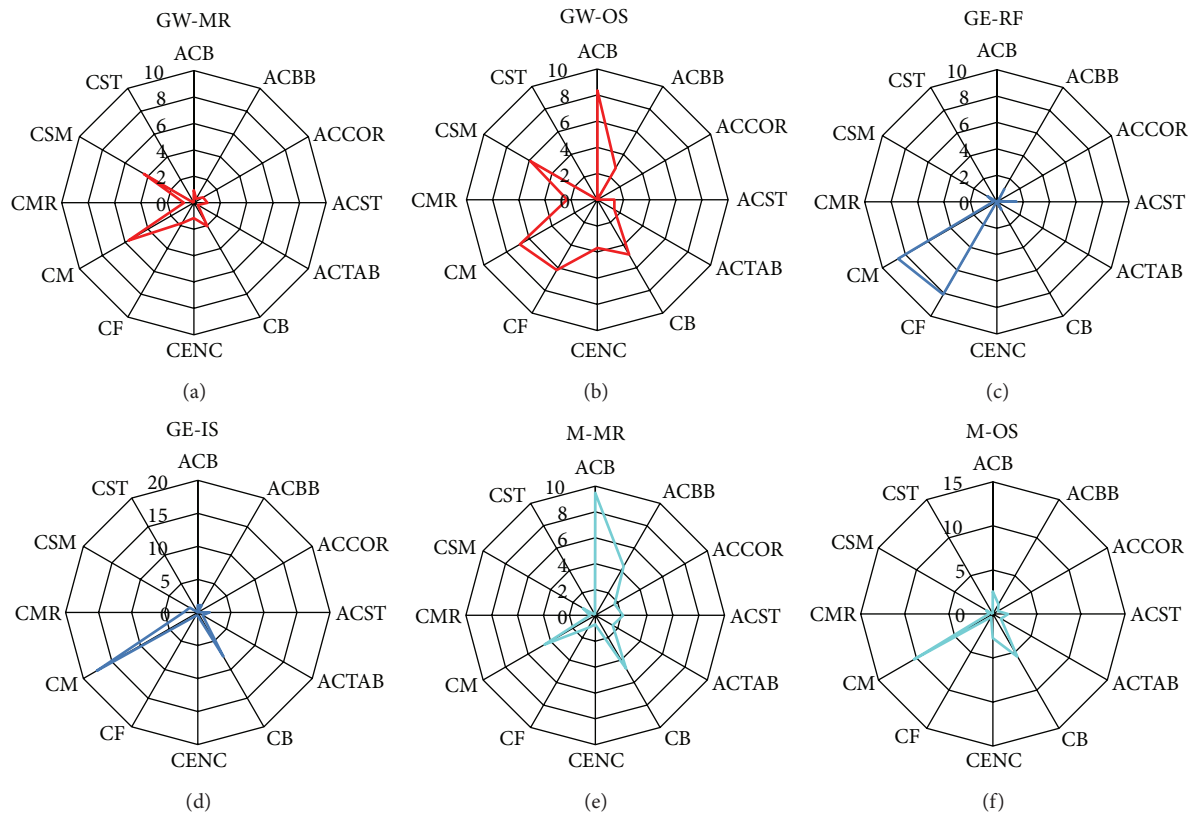 GW-MR
ACB
ACBB
ACCOR
ACST
ACTAB
CB
CENC
CF
CM
CMR
CSM
CST
10
8
6
4
2
0
(a)
GW-OS
ACB
ACBB
ACCOR
ACST
ACTAB
CB
CENC
CF
CM
CMR
CSM
CST
10
8
6
4
2
0
(b)
GE-RF
ACB
ACBB
ACCOR
ACST
ACTAB
CB
CENC
CF
CM
CMR
CSM
CST
10
8
6
4
2
0
(c)
GE-IS
ACB
ACBB
ACCOR
ACST
ACTAB
CB
CENC
CF
CM
CMR
CSM
CST
20
15
10
5
0
(d)
M-MR
ACB
ACBB
ACCOR
ACST
ACTAB
CB
CENC
CF
CM
CMR
CSM
CST
10
8
6
4
2
0
(e)
M-OS
ACB
ACBB
ACCOR
ACST
ACTAB
CB
CENC
CF
CM
CMR
CSM
CST
15
10
5
0
(f)